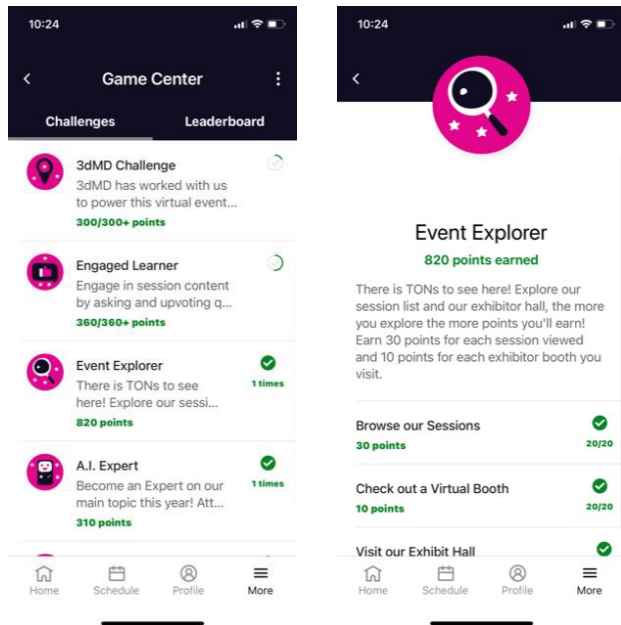 10:24
Game Center
Challenges Leaderboard
3dMD Challenge
3dMD has worked with us
to power this virtual event...
300/300+ points
Engaged Learner
Engage in session content
by asking and upvoting q...
360/360+ points
Event Explorer
There is TONs to see
here! Explore our sessi...
820 points
1 times
A.I. Expert
Become an Expert on our
main topic this year! Att...
310 points
1 times
Home Schedule Profile More
10:24
Event Explorer
820 points earned
There is TONs to see here! Explore our
session list and our exhibitor hall, the more
you explore the more points you'll earn!
Earn 30 points for each session viewed
and 10 points for each exhibitor booth you
visit.
Browse our Sessions
30 points
20/20
Check out a Virtual Booth
10 points
20/20
Visit our Exhibit Hall
Home Schedule Profile More